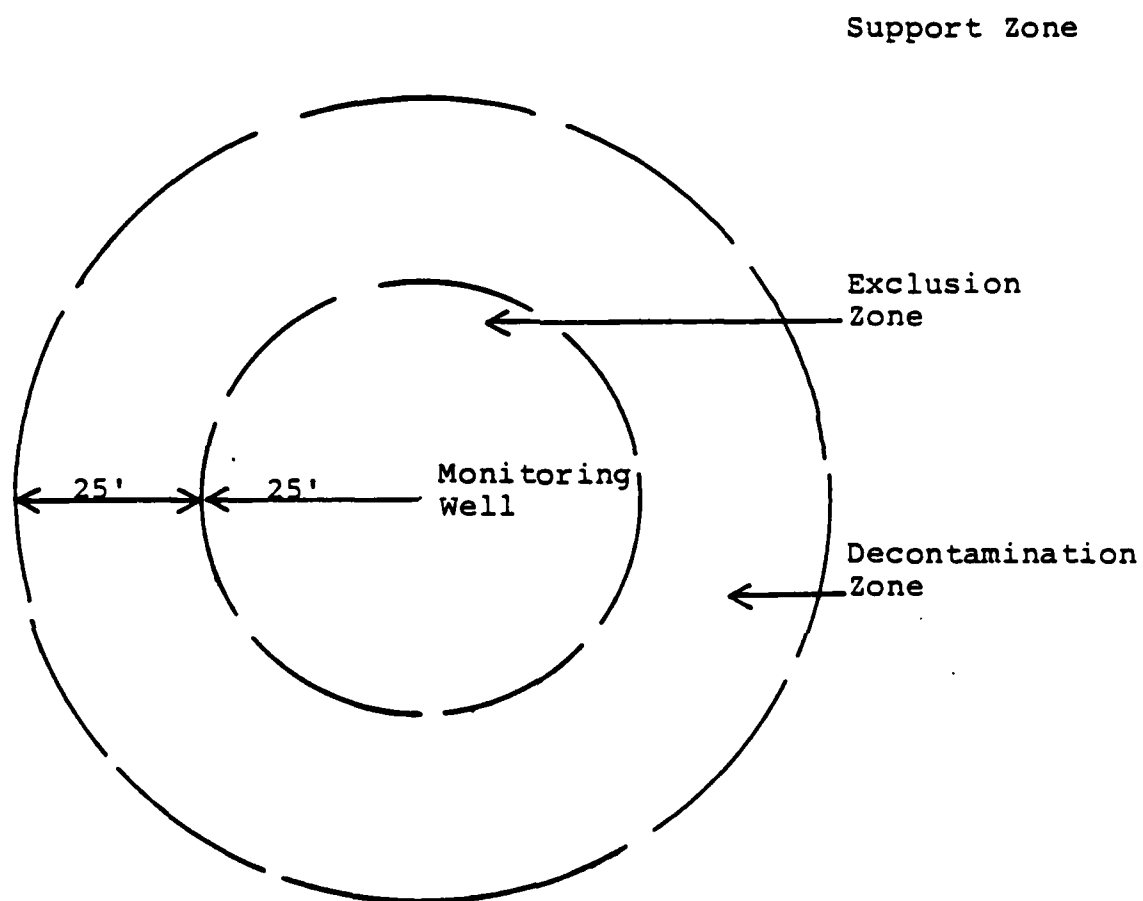 Support Zone
Exclusion
Zone
25'
25'
Monitoring
Well
Decontamination
Zone